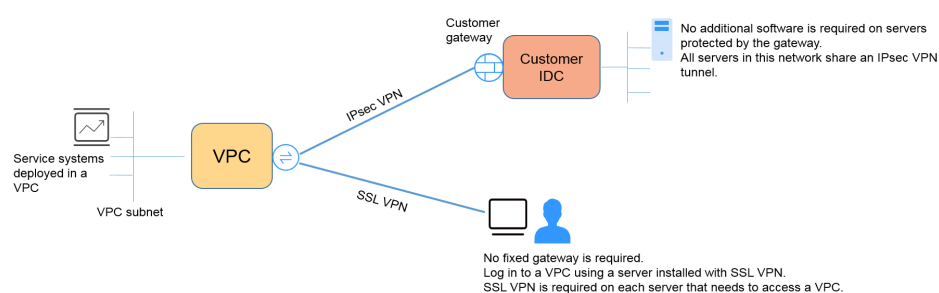 Customer
gateway
No additional software is required on servers
protected by the gateway.
All servers in this network share an IPsec VPN
tunnel.
Customer
IDC
IPsec VPN
VPC
Service systems
deployed in a
VPC
VPC subnet
SSL VPN
No fixed gateway is required.
Log in to a VPC using a server installed with SSL VPN.
SSL VPN is required on each server that needs to access a VPC.